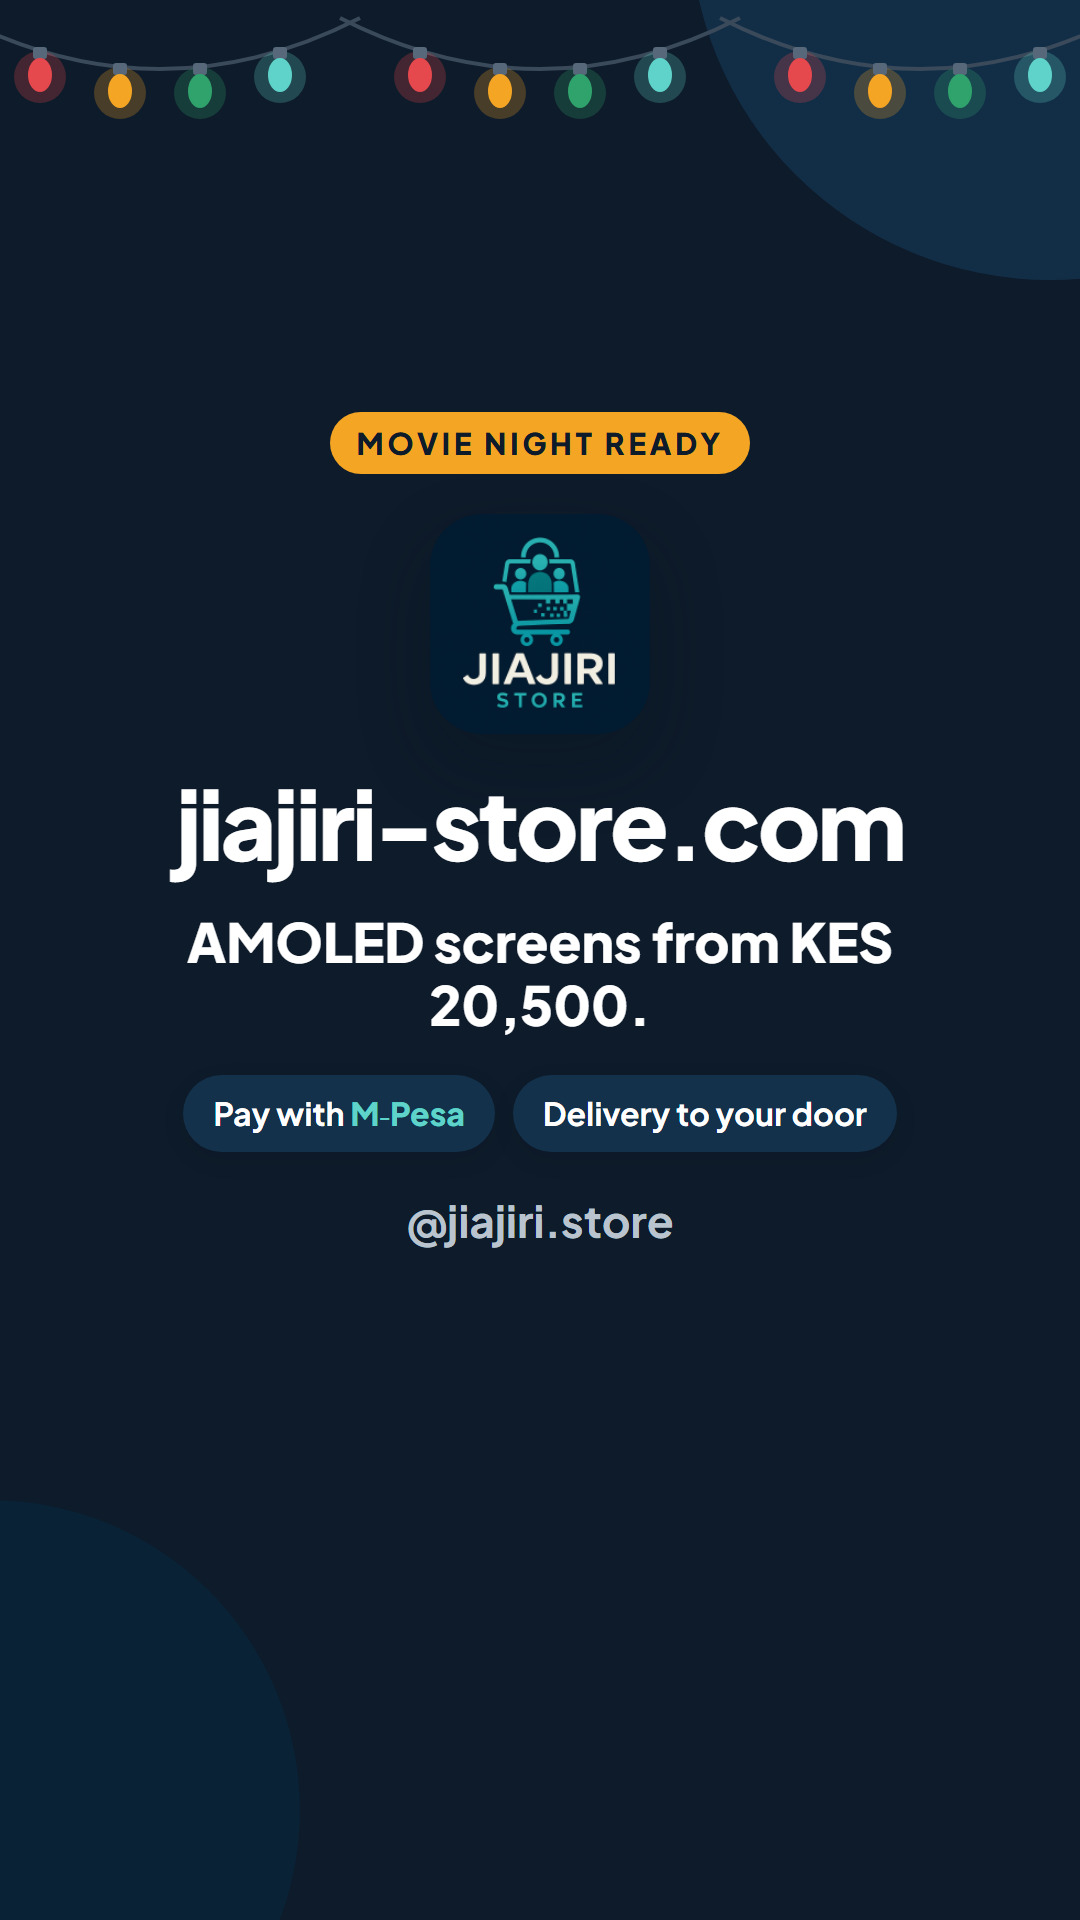 MOVIE NIGHT READY
JIAJIRI
STORE
jiajiri-store.com
AMOLED screens from KES
20,500.
Pay with M-Pesa
Delivery to your door
@jiajiri.store